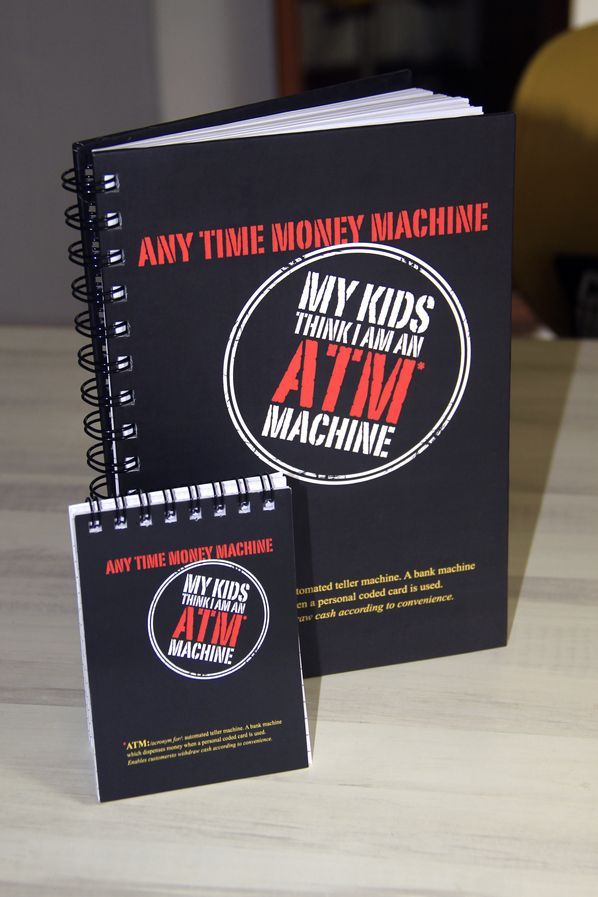 ANY TIME MONEY MACHINE
MY KIDS
THINK I AM AN
ATM*
MACHINE
tomated teller machine. A bank machine
en a personal coded card is used.
raw cash according to convenience.
ANY TIME MONEY MACHINE
MY KIDS
THINK I AM AN
ATM*
MACHINE
*ATM:/acronym for/: automated teller machine. A bank machine
which dispenses money when a personal coded card is used.
Enables customersto withdraw cash according to convenience.